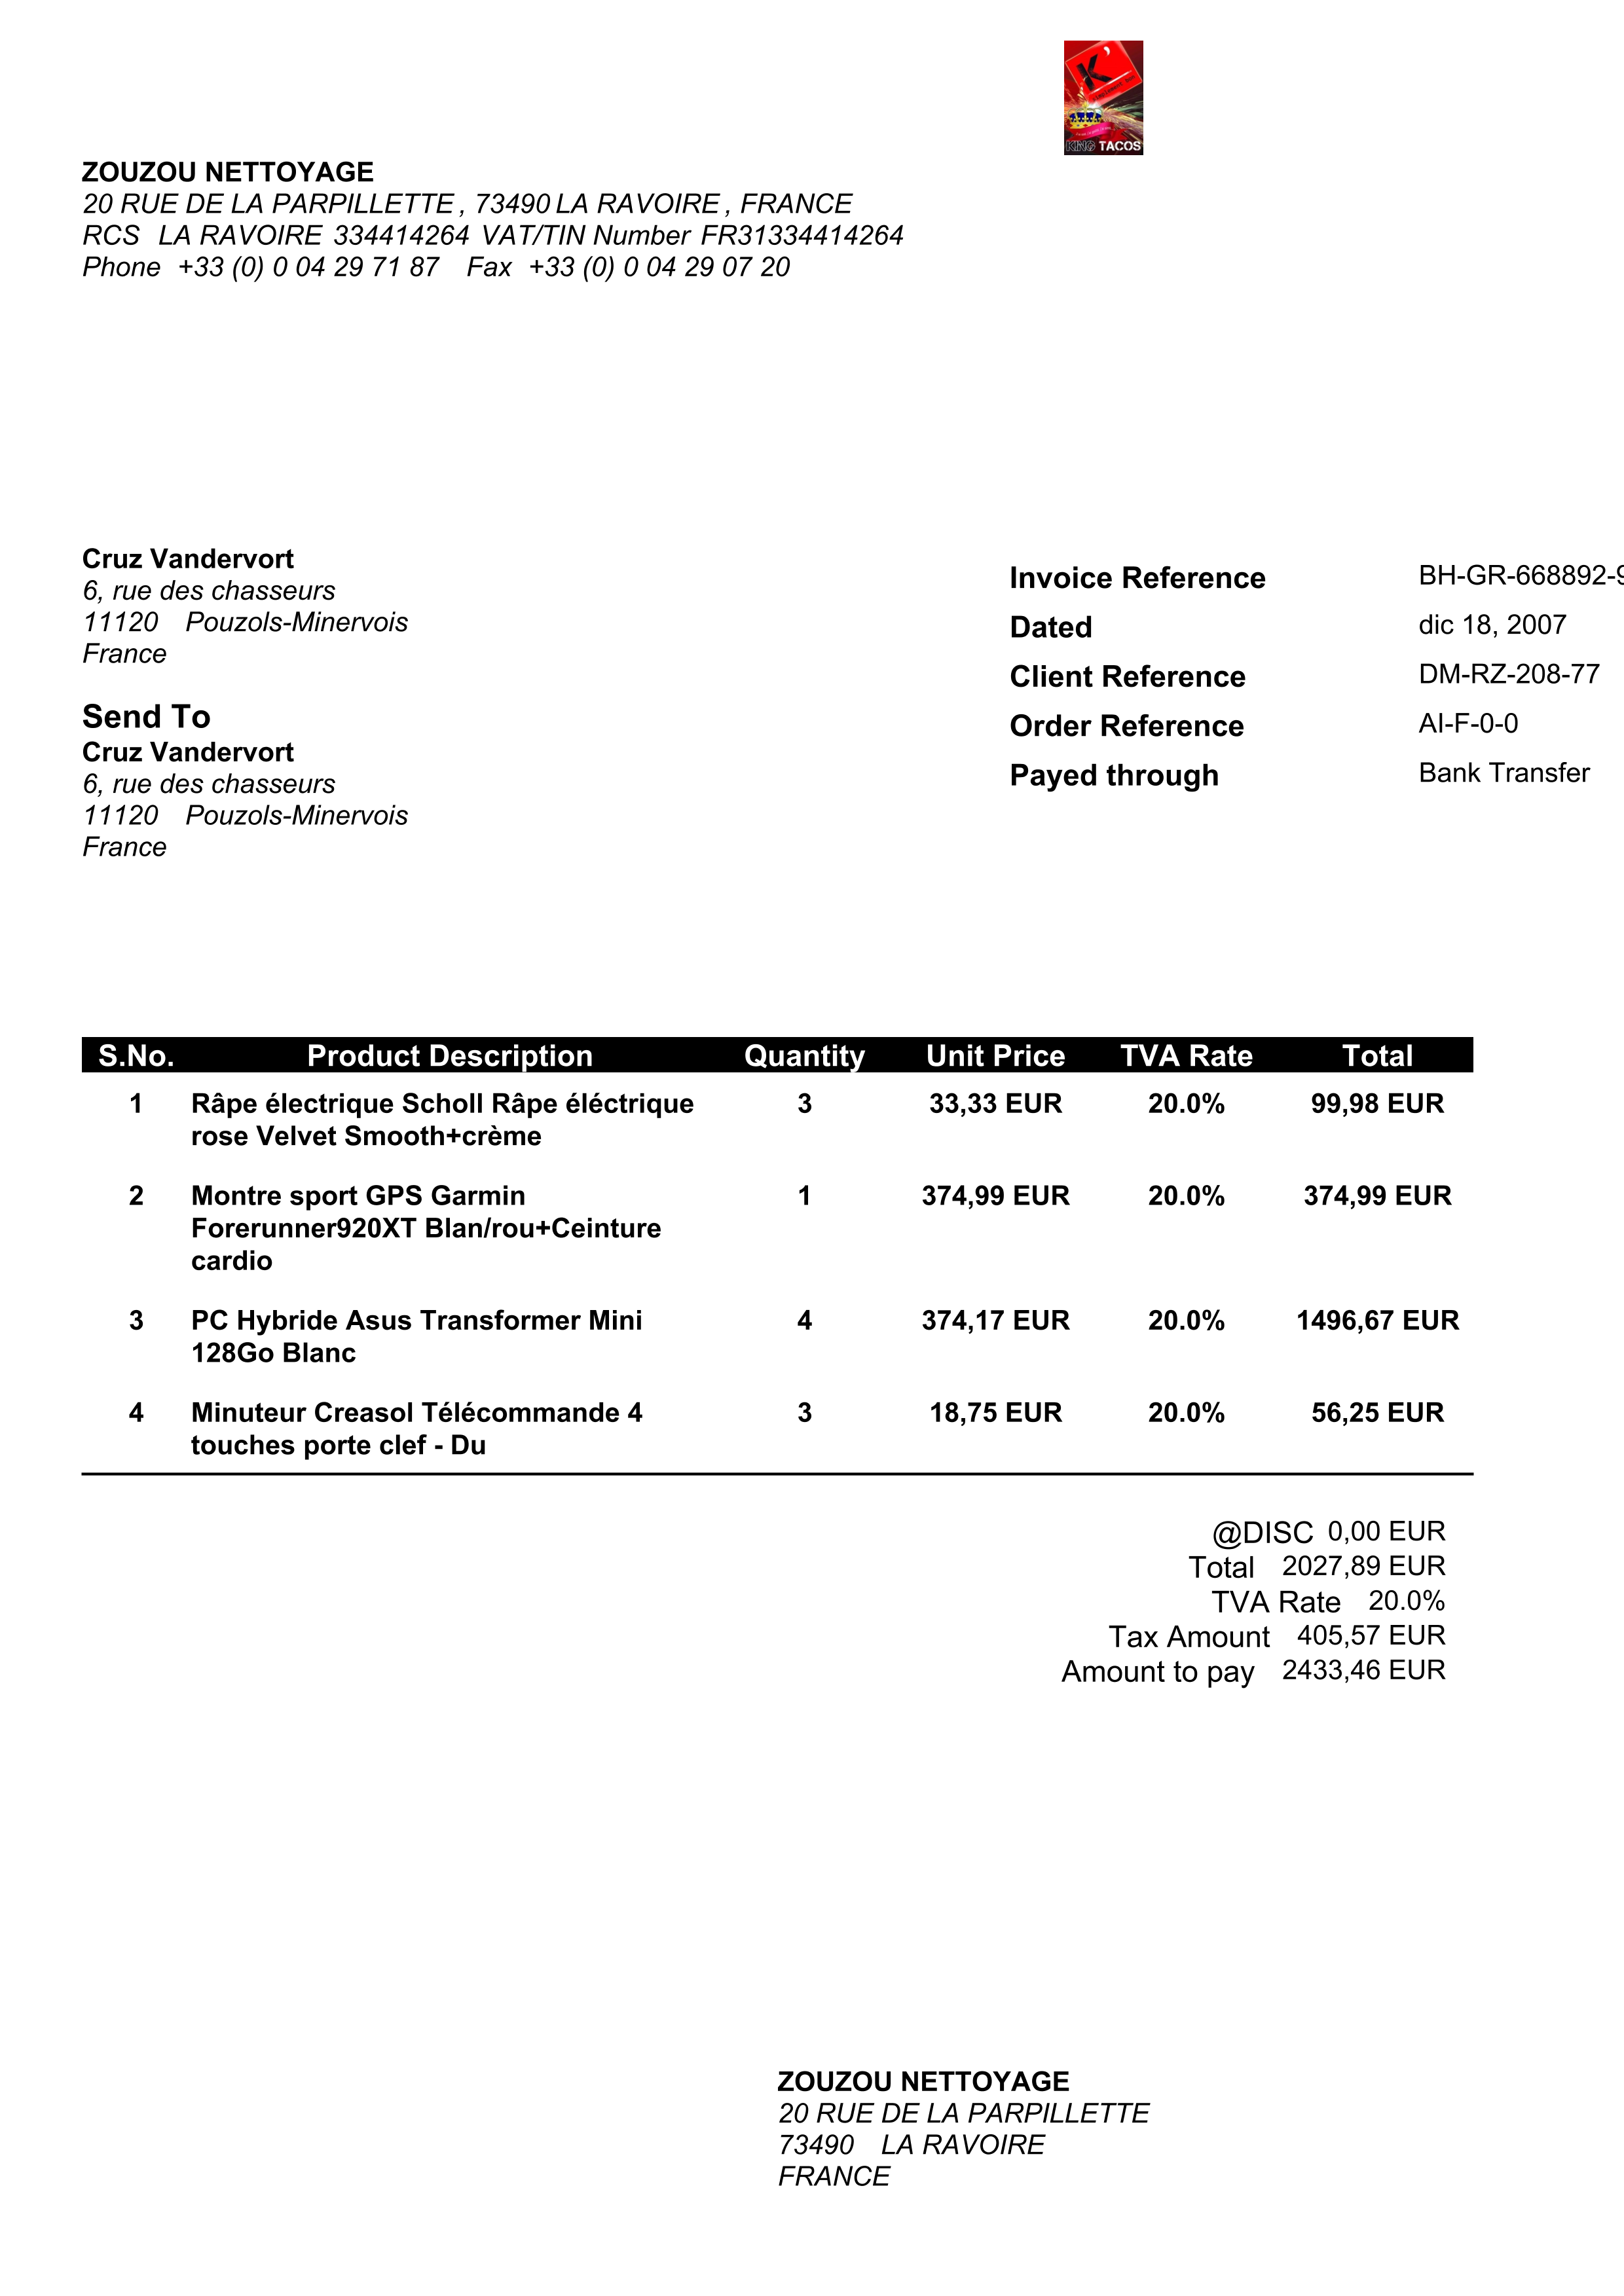 K'
KING TACOS
ZOUZOU NETTOYAGE
20 RUE DE LA PARPILLETTE , 73490 LA RAVOIRE , FRANCE
RCS LA RAVOIRE 334414264 VAT/TIN Number FR31334414264
Phone +33 (0) 0 04 29 71 87 Fax +33 (0) 0 04 29 07 20
Cruz Vandervort
6, rue des chasseurs
11120 Pouzols-Minervois
France
Send To
Cruz Vandervort
6, rue des chasseurs
11120 Pouzols-Minervois
France
Invoice Reference BH-GR-668892-9
Dated dic 18, 2007
Client Reference DM-RZ-208-77
Order Reference AI-F-0-0
Payed through Bank Transfer
S.No. Product Description Quantity Unit Price TVA Rate Total
1 Râpe électrique Scholl Râpe éléctrique 3 33,33 EUR 20.0% 99,98 EUR
rose Velvet Smooth+crème
2 Montre sport GPS Garmin 1 374,99 EUR 20.0% 374,99 EUR
Forerunner920XT Blan/rou+Ceinture
cardio
3 PC Hybride Asus Transformer Mini 4 374,17 EUR 20.0% 1496,67 EUR
128Go Blanc
4 Minuteur Creasol Télécommande 4 3 18,75 EUR 20.0% 56,25 EUR
touches porte clef - Du
@DISC 0,00 EUR
Total 2027,89 EUR
TVA Rate 20.0%
Tax Amount 405,57 EUR
Amount to pay 2433,46 EUR
ZOUZOU NETTOYAGE
20 RUE DE LA PARPILLETTE
73490 LA RAVOIRE
FRANCE